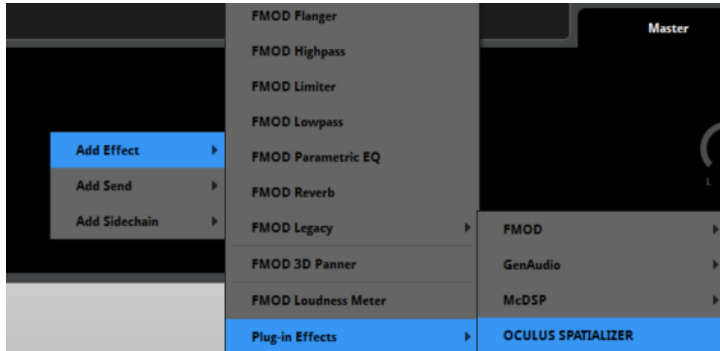 FMOD Flanger
Master
FMOD Highpass
FMOD Limiter
FMOD Lowpass
Add Effect
FMOD Parametric EQ
L
Add Send
FMOD Reverb
Add Sidechain
FMOD Legacy
FMOD
FMOD 3D Panner
GenAudio
FMOD Loudness Meter
McDSP
Plug-in Effects
OCULUS SPATIALIZER